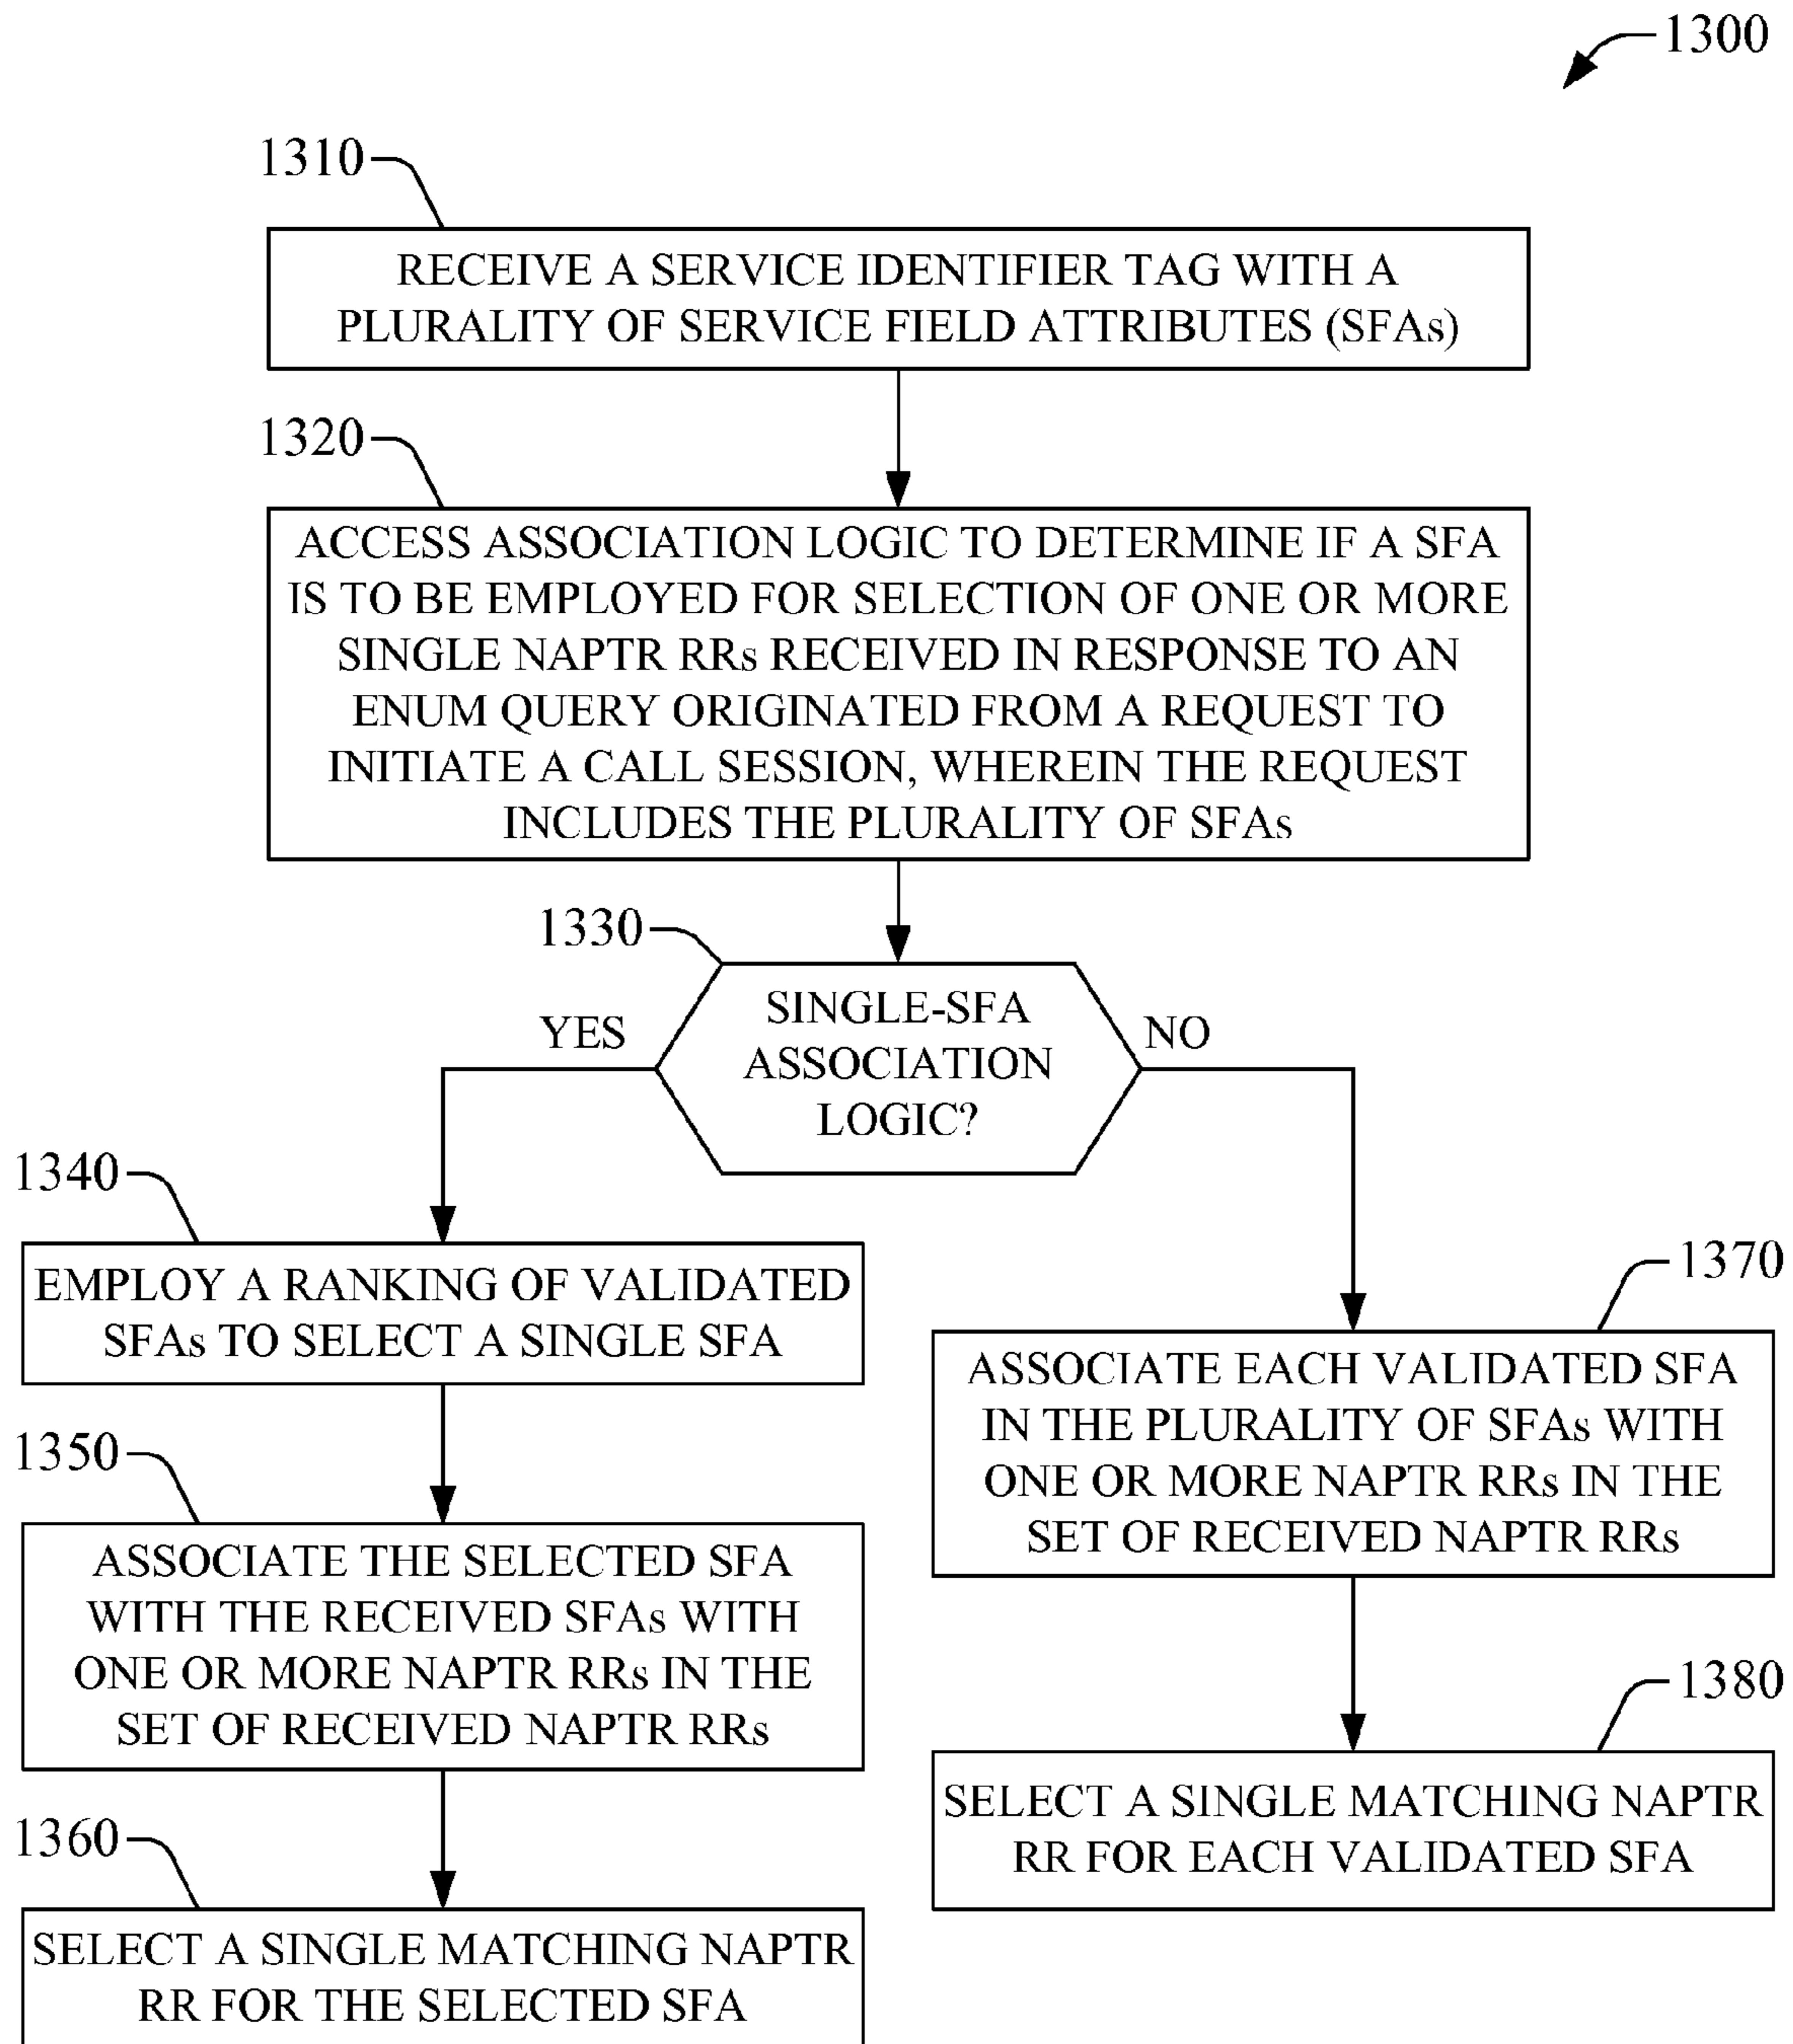 1300
1310
RECEIVE A SERVICE IDENTIFIER TAG WITH A
PLURALITY OF SERVICE FIELD ATTRIBUTES (SFAs)
1320
ACCESS ASSOCIATION LOGIC TO DETERMINE IF A SFA
IS TO BE EMPLOYED FOR SELECTION OF ONE OR MORE
SINGLE NAPTR RRs RECEIVED IN RESPONSE TO AN
ENUM QUERY ORIGINATED FROM A REQUEST TO
INITIATE A CALL SESSION, WHEREIN THE REQUEST
INCLUDES THE PLURALITY OF SFAs
1330
SINGLE-SFA
ASSOCIATION
LOGIC?
YES
NO
1340
EMPLOY A RANKING OF VALIDATED
SFAs TO SELECT A SINGLE SFA
1350
ASSOCIATE THE SELECTED SFA
WITH THE RECEIVED SFAs WITH
ONE OR MORE NAPTR RRs IN THE
SET OF RECEIVED NAPTR RRs
1360
SELECT A SINGLE MATCHING NAPTR
RR FOR THE SELECTED SFA
1370
ASSOCIATE EACH VALIDATED SFA
IN THE PLURALITY OF SFAs WITH
ONE OR MORE NAPTR RRs IN THE
SET OF RECEIVED NAPTR RRs
1380
SELECT A SINGLE MATCHING NAPTR
RR FOR EACH VALIDATED SFA